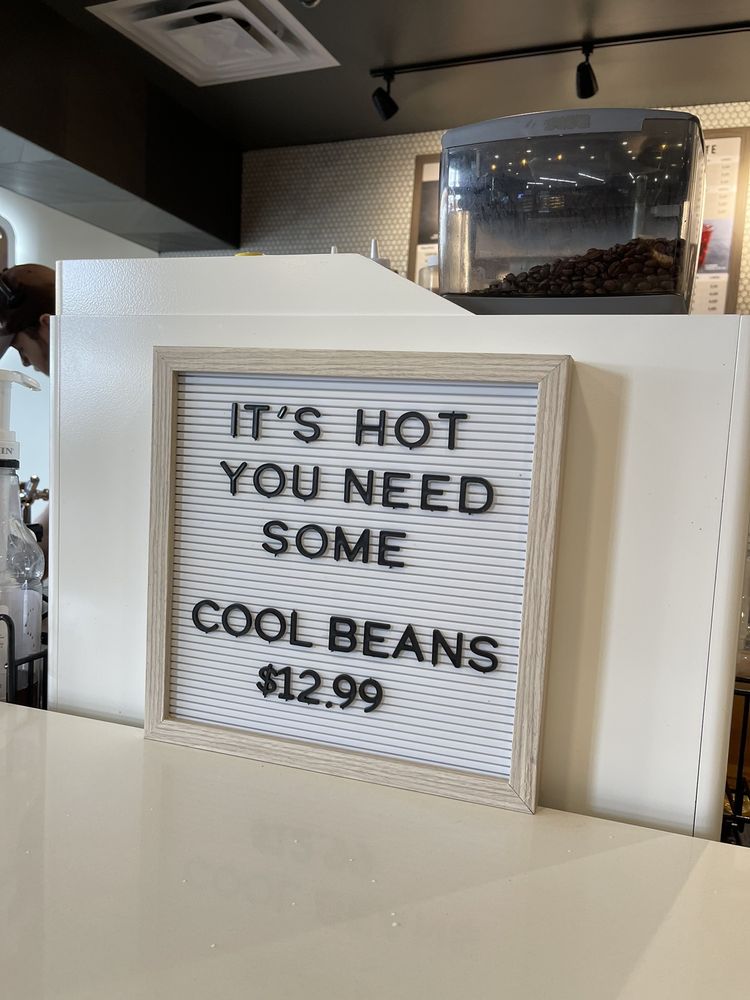 IT'S HOT
YOU NEED
SOME
COOL BEANS
$12.99